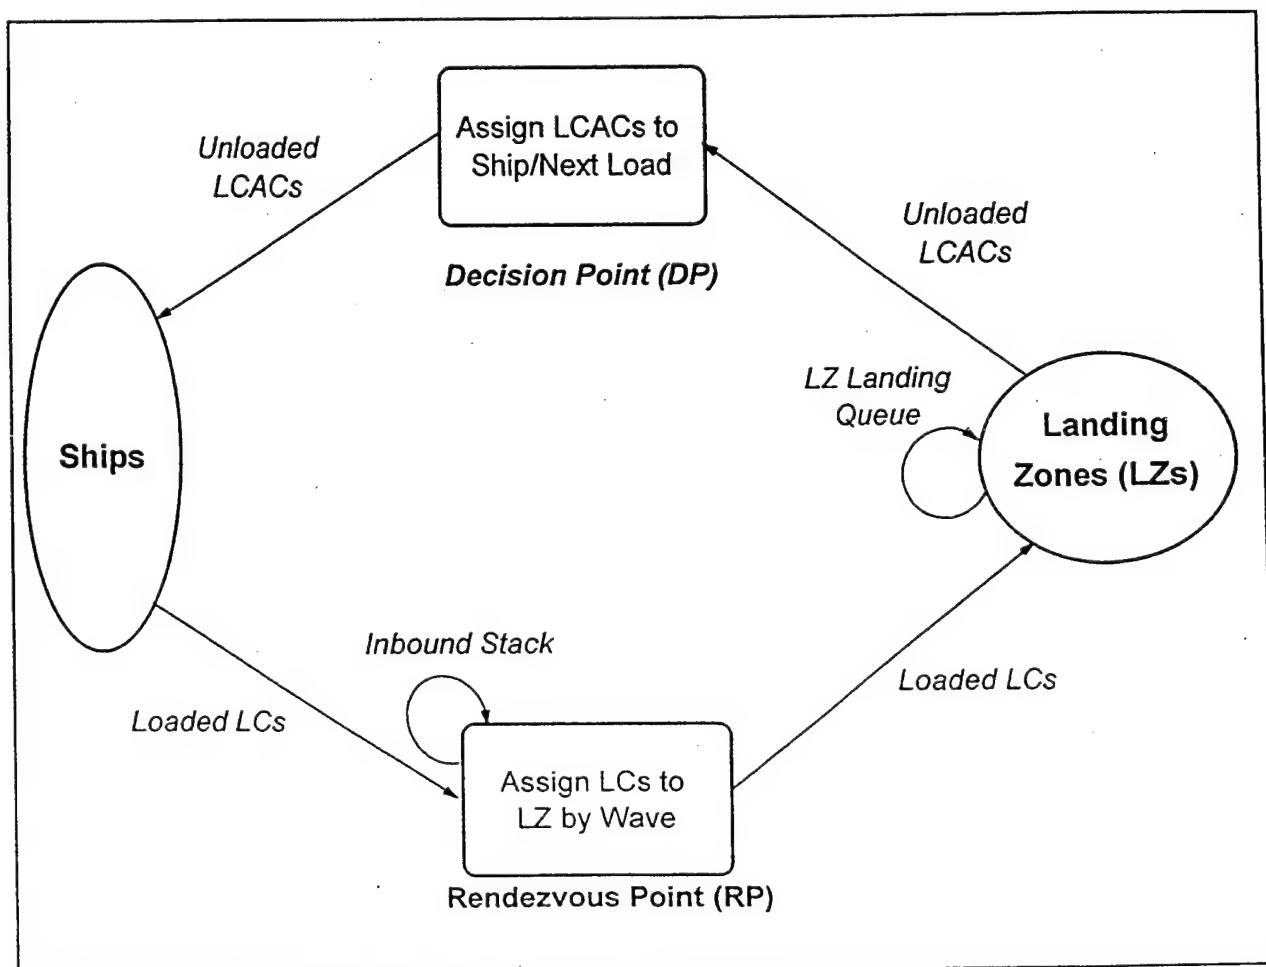 Assign LCACs to
Ship/Next Load
Unloaded
LCACs
Decision Point (DP)
Unloaded
LCACs
LZ Landing
Queue
Landing
Zones (LZs)
Ships
Inbound Stack
Loaded LCs
Loaded LCs
Assign LCs to
LZ by Wave
Rendezvous Point (RP)